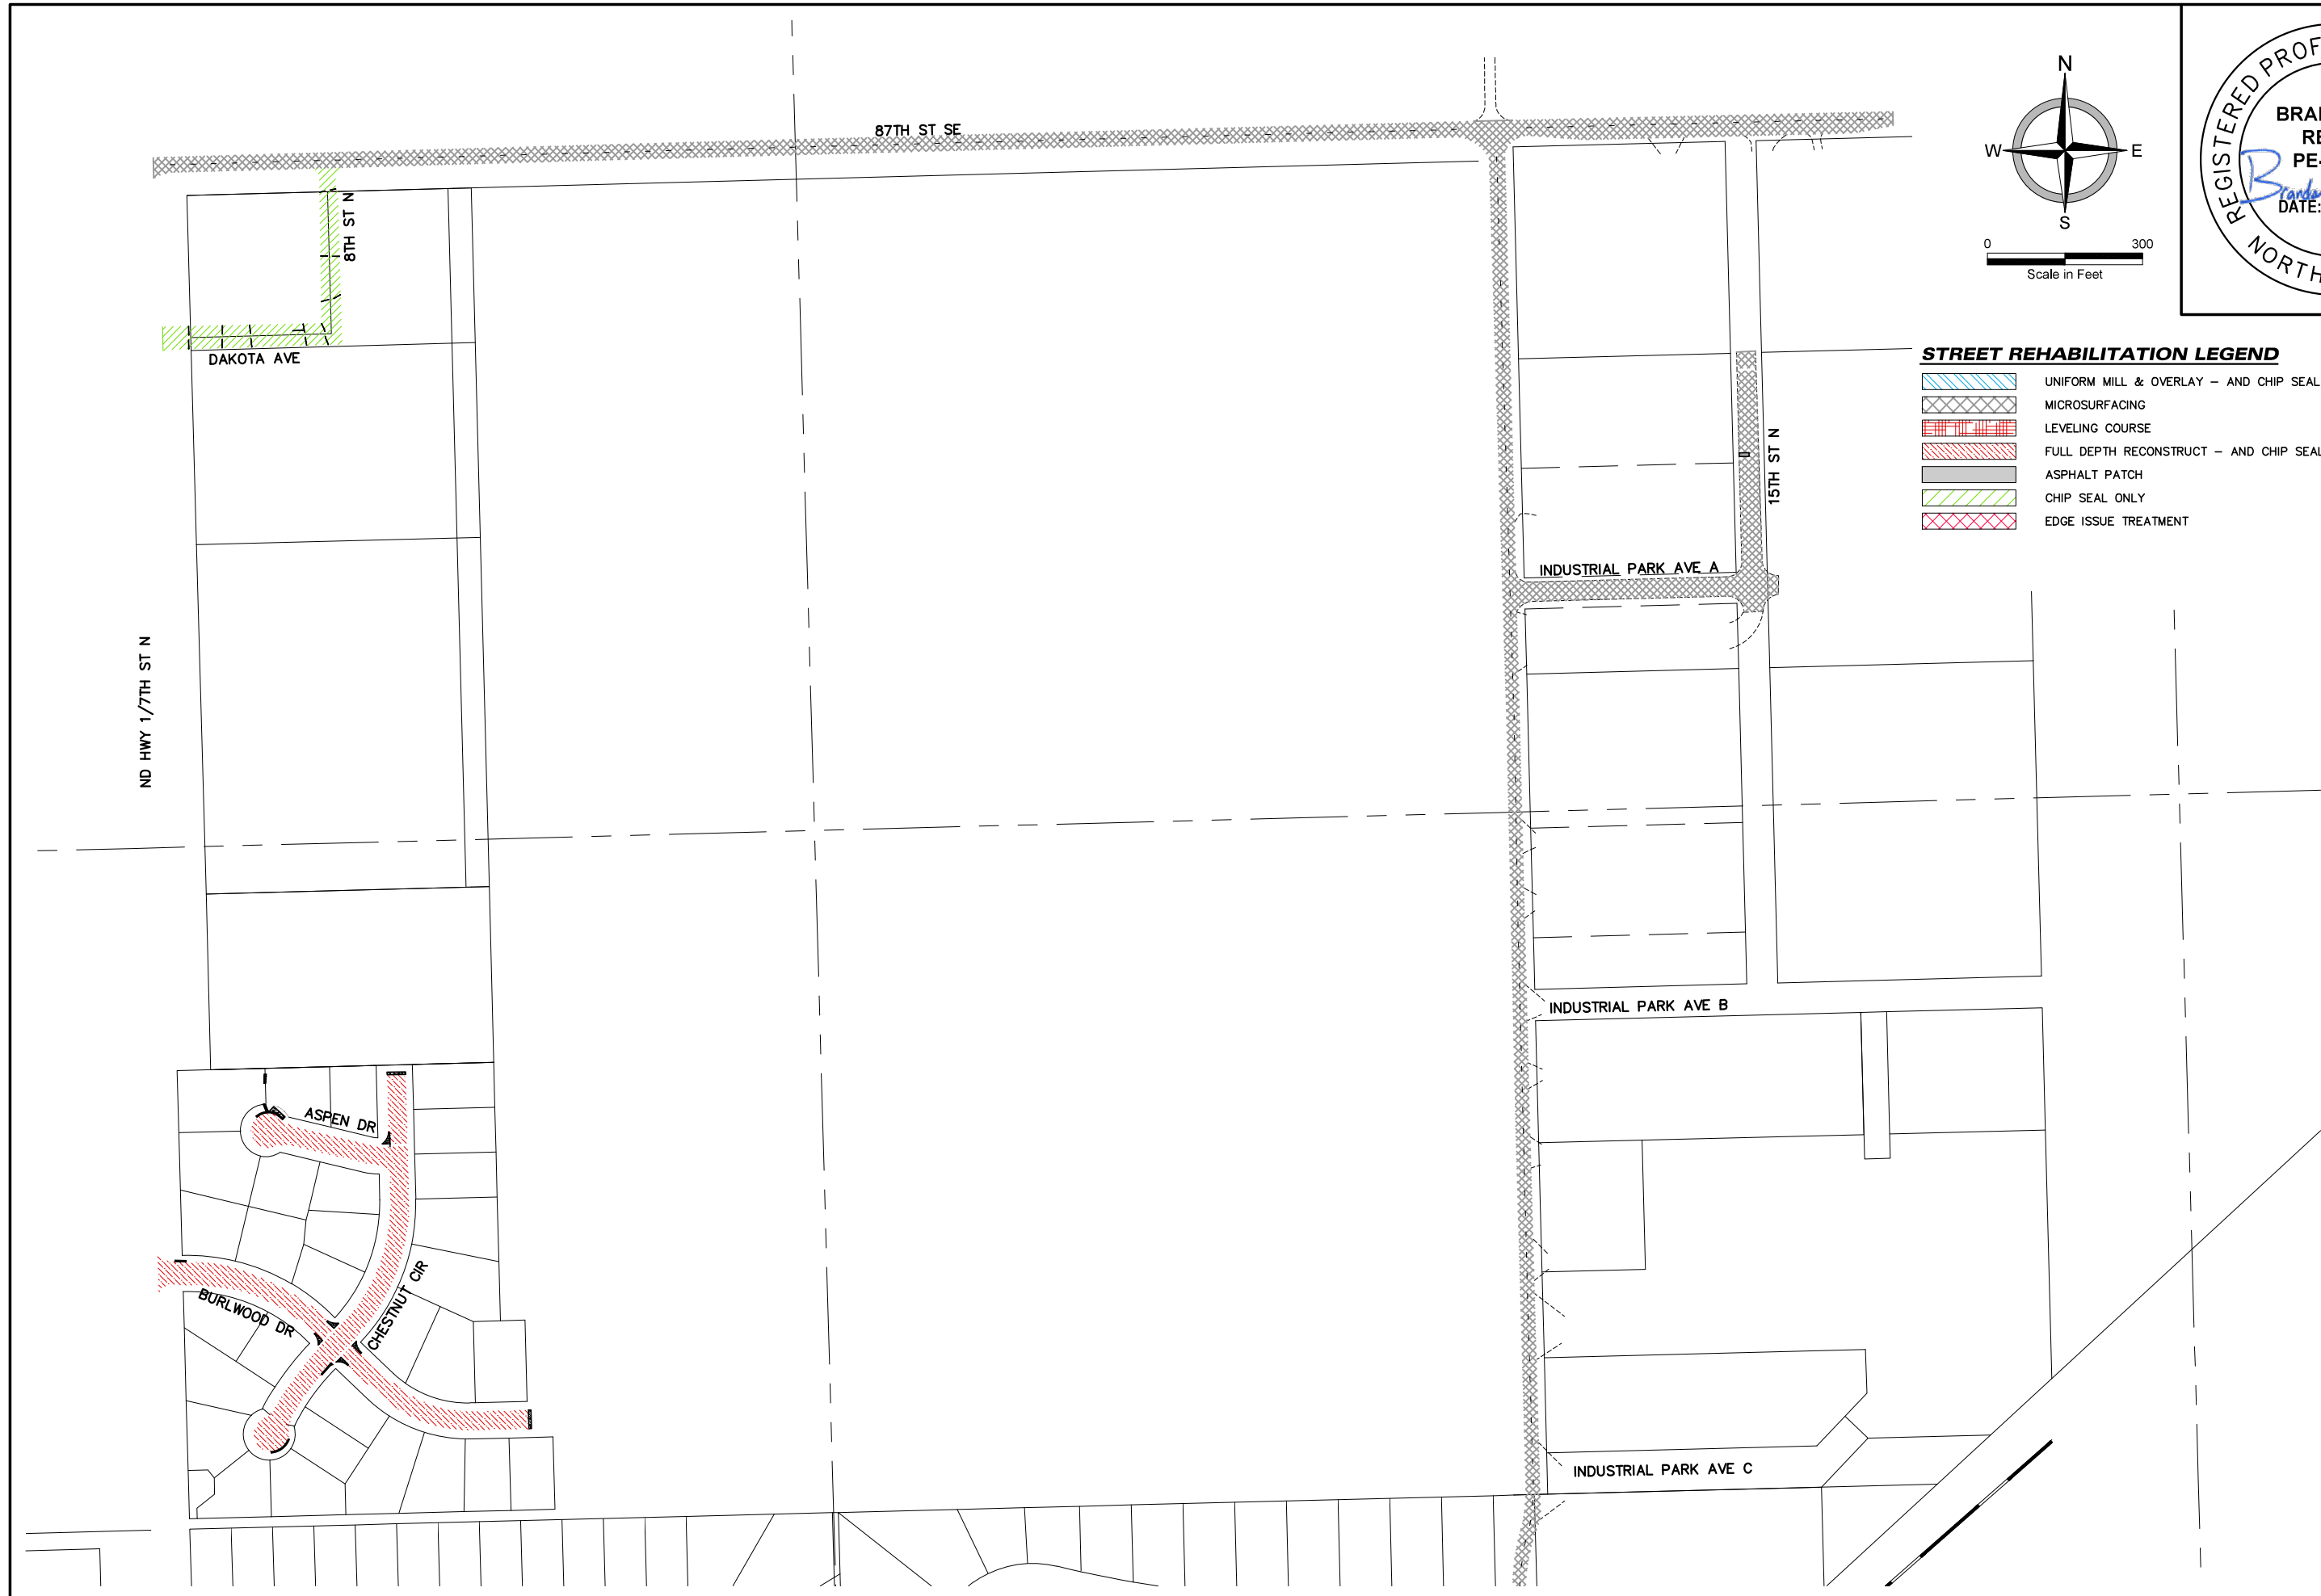 87TH ST SE
8TH ST N
DAKOTA AVE
ND HWY 1/7TH ST N
15TH ST N
INDUSTRIAL PARK AVE A
INDUSTRIAL PARK AVE B
INDUSTRIAL PARK AVE C
ASPEN DR
BURLWOOD DR
CHESTNUT CIR
N
W E
S
0 300
Scale in Feet
REGISTERED
NORTH
DATE:
STREET REHABILITATION LEGEND
UNIFORM MILL & OVERLAY – AND CHIP SEAL
MICROSURFACING
LEVELING COURSE
FULL DEPTH RECONSTRUCT – AND CHIP SEAL
ASPHALT PATCH
CHIP SEAL ONLY
EDGE ISSUE TREATMENT